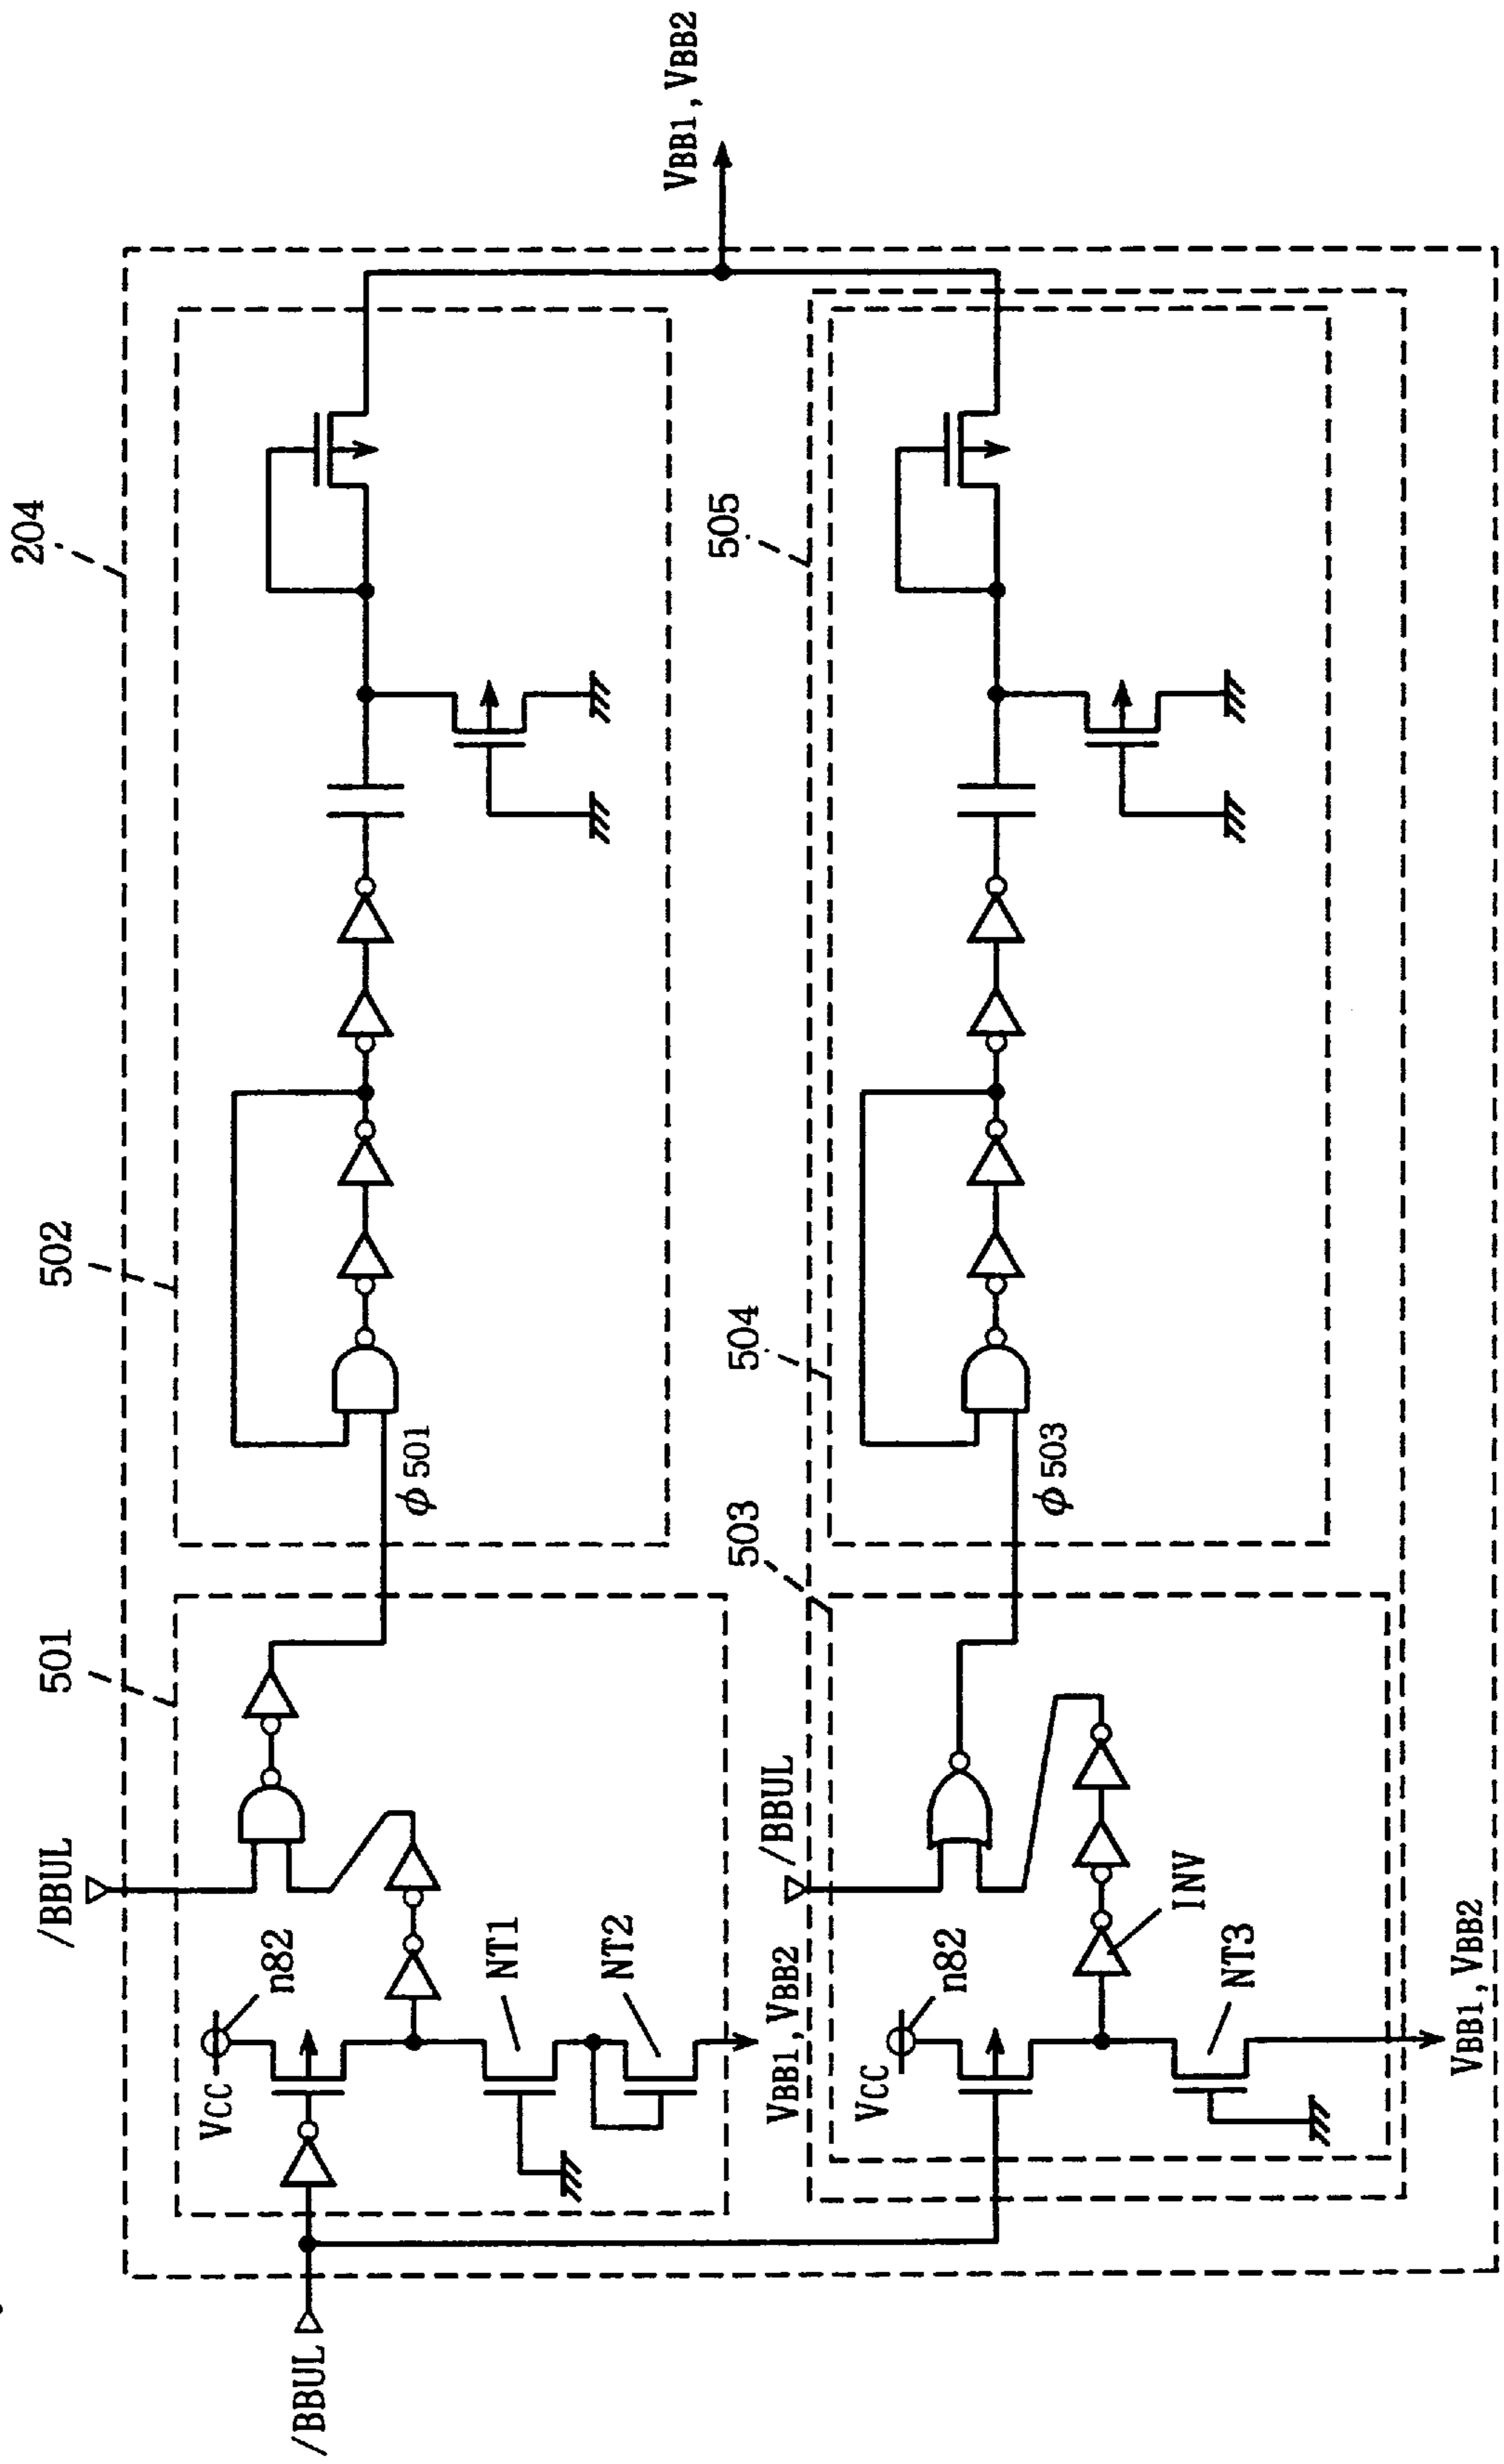 204
VBB1,VBB2
502
505
501
φ501
504
503
φ503
/BBUL
/BBUL
/BBUL
VCC
n82
NT1
NT2
VBB1,VBB2
VCC
n82
INV
NT3
VBB1,VBB2